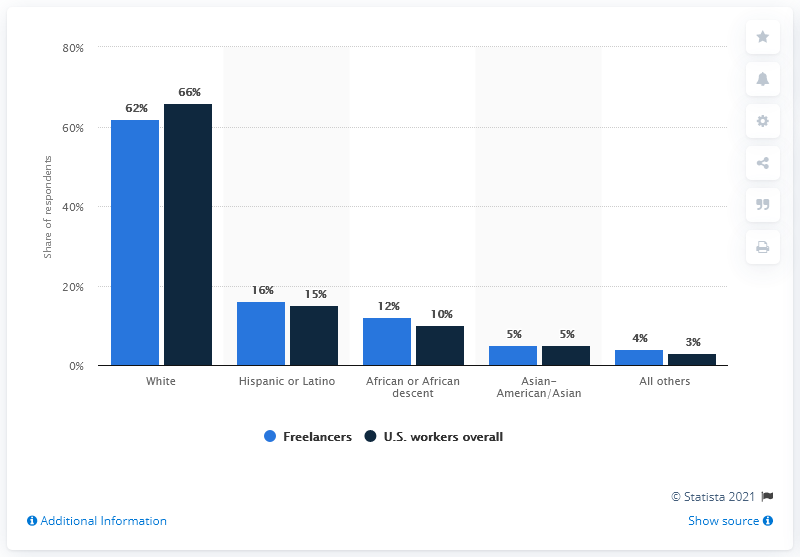 80%
60%
40%
20%
0%
Share of respondents
62%
66%
16%
15%
12%
10%
5%
5%
4%
3%
White
Hispanic or Latino
African or African
descent
Asian-
American/Asian
All others
Freelancers
U.S. workers overall
© Statista 2021
Additional Information
Show source